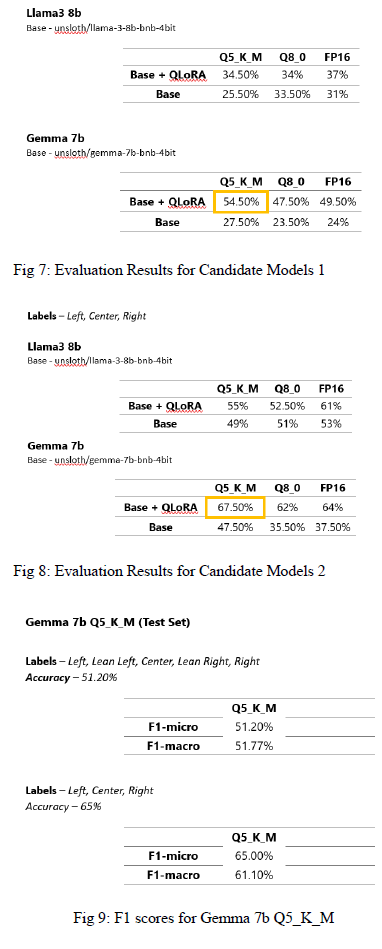 Llama3 8b
Base - unsloth/llama-3-8b-bnb-4bit
Q5_K_M Q8_0 FP16
Base + QLoRA 34.50% 34% 37%
Base 25.50% 33.50% 31%
Gemma 7b
Base - unsloth/gemma-7b-bnb-4bit
Q5_K_M Q8_0 FP16
Base + QLoRA 54.50% 47.50% 49.50%
Base 27.50% 23.50% 24%
Fig 7: Evaluation Results for Candidate Models 1
Labels – Left, Center, Right
Llama3 8b
Base - unsloth/llama-3-8b-bnb-4bit
Q5_K_M Q8_0 FP16
Base + QLoRA 55% 52.50% 61%
Base 49% 51% 53%
Gemma 7b
Base - unsloth/gemma-7b-bnb-4bit
Q5_K_M Q8_0 FP16
Base + QLoRA 67.50% 62% 64%
Base 47.50% 35.50% 37.50%
Fig 8: Evaluation Results for Candidate Models 2
Gemma 7b Q5_K_M (Test Set)
Labels – Left, Lean Left, Center, Lean Right, Right
Accuracy – 51.20%
Q5_K_M
F1-micro 51.20%
F1-macro 51.77%
Labels – Left, Center, Right
Accuracy – 65%
Q5_K_M
F1-micro 65.00%
F1-macro 61.10%
Fig 9: F1 scores for Gemma 7b Q5_K_M